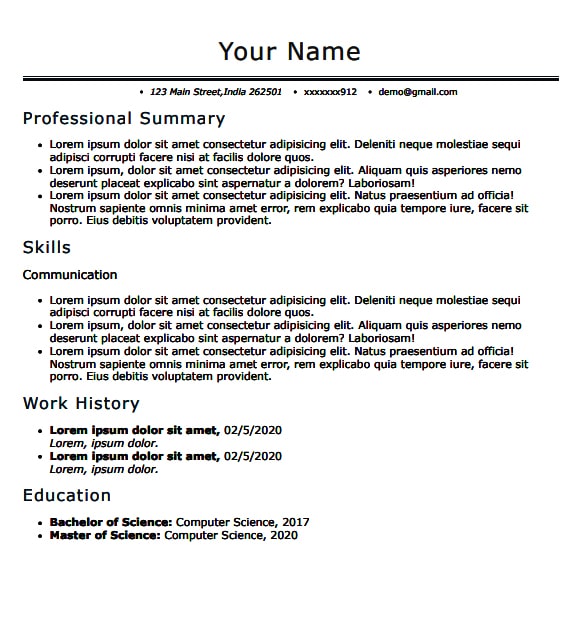 Your Name
• 123 Main Street,India 262501 • xxxxxxx912 • demo@gmail.com
Professional Summary
• Lorem ipsum dolor sit amet consectetur adipisicing elit. Deleniti neque molestiae sequi
adipisci corrupti facere nisi at facilis dolore quos.
• Lorem ipsum, dolor sit amet consectetur adipisicing elit. Aliquam quis asperiores nemo
deserunt placeat explicabo sint aspernatur a dolorem? Laboriosam!
• Lorem ipsum dolor sit amet consectetur adipisicing elit. Natus praesentium ad officia!
Nostrum sapiente omnis minima amet error, rem explicabo quia tempore iure, facere sit
porro. Eius debitis voluptatem provident.
Skills
Communication
• Lorem ipsum dolor sit amet consectetur adipisicing elit. Deleniti neque molestiae sequi
adipisci corrupti facere nisi at facilis dolore quos.
• Lorem ipsum, dolor sit amet consectetur adipisicing elit. Aliquam quis asperiores nemo
deserunt placeat explicabo sint aspernatur a dolorem? Laboriosam!
• Lorem ipsum dolor sit amet consectetur adipisicing elit. Natus praesentium ad officia!
Nostrum sapiente omnis minima amet error, rem explicabo quia tempore iure, facere sit
porro. Eius debitis voluptatem provident.
Work History
• Lorem ipsum dolor sit amet, 02/5/2020
Lorem, ipsum dolor.
• Lorem ipsum dolor sit amet, 02/5/2020
Lorem, ipsum dolor.
Education
• Bachelor of Science: Computer Science, 2017
• Master of Science: Computer Science, 2020